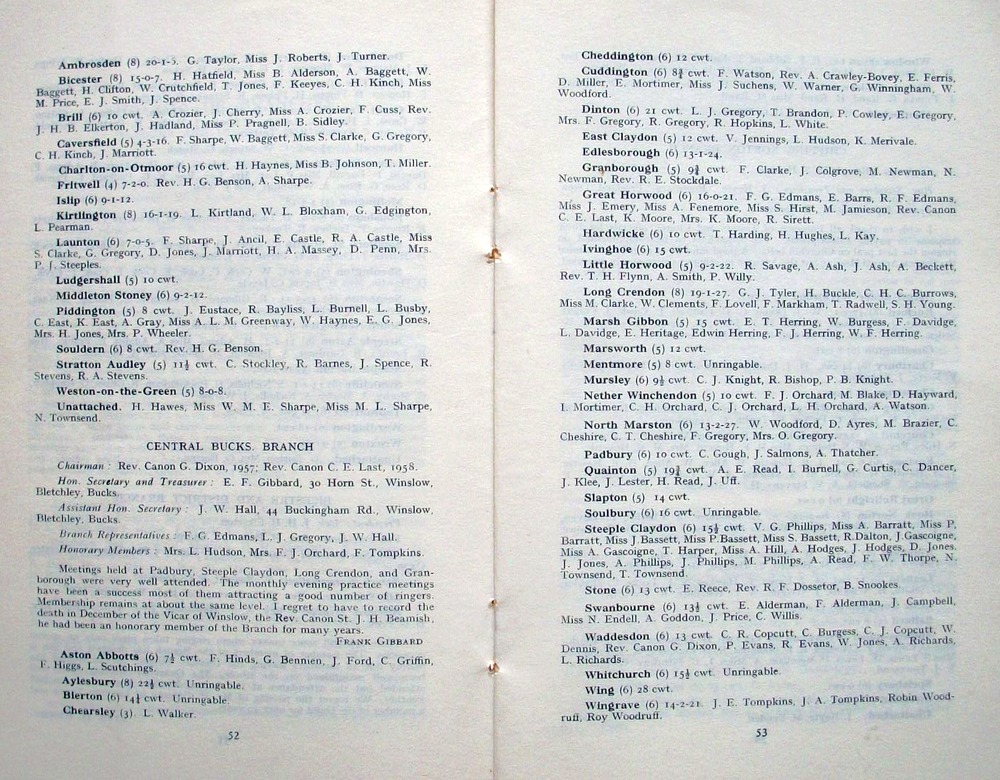 Ambrosden (8) 20-1-5. G. Taylor, Miss J. Roberts, J. Turner.
Bicester (8) 15-0-7. H. Hatfield, Miss B. Alderson, A. Baggett, W.
Baggett, H. Clifton, W. Crutchfield, T. Jones, F. Keeyes, C. H. Kinch, Miss
M. Price, E. J. Smith, J. Spence.
Brill (6) 10 cwt. A. Crozier, J. Cherry, Miss A. Crozier, F. Cuss, Rev.
J. H. B. Elkerton, J. Hadland, Miss P. Pragnell, B. Sidley.
Caversfield (5) 4-3-16. F. Sharpe, W. Baggett, Miss S. Clarke, G. Gregory,
C. H. Kinch, J. Marriott.
Charlton-on-Otmoor (5) 16 cwt. H. Haynes, Miss B. Johnson, T. Miller.
Fritwell (4) 7-2-0. Rev. H. G. Benson, A. Sharpe.
Islip (6) 9-1-12.
Kirtlington (8) 16-1-19. L. Kirtland, W. L. Bloxham, G. Edgington,
L. Pearman.
Launton (6) 7-0-5. F. Sharpe, J. Ancil, E. Castle, R. A. Castle, Miss
S. Clarke, G. Gregory, D. Jones, J. Marriott, H. A. Massey, D. Penn, Mrs.
P. J. Steeples.
Ludgershall (5) 10 cwt.
Middleton Stoney (6) 9-2-12.
Piddington (5) 8 cwt. J. Eustace, R. Bayliss, L. Burnell, L. Busby,
C. East, K. East, A. Gray, Miss A. L. M. Greenway, W. Haynes, E. G. Jones,
Mrs. H. Jones, Mrs. P. Wheeler.
Souldern (6) 8 cwt. Rev. H. G. Benson.
Stratton Audley (5) 11½ cwt. C. Stockley, R. Barnes, J. Spence, R.
Stevens, R. A. Stevens.
Weston-on-the-Green (5) 8-0-8.
Unattached. H. Hawes, Miss W. M. E. Sharpe, Miss M. L. Sharpe,
N. Townsend.
CENTRAL BUCKS. BRANCH
Chairman : Rev. Canon G. Dixon, 1957; Rev. Canon C. E. Last, 1958.
Hon. Secretary and Treasurer : E. F. Gibbard, 30 Horn St., Winslow,
Bletchley, Bucks.
Assistant Hon. Secretary : J. W. Hall, 44 Buckingham Rd., Winslow,
Bletchley, Bucks.
Branch Representatives : F. G. Edmans, L. J. Gregory, J. W. Hall.
Honorary Members : Mrs. L. Hudson, Mrs. F. J. Orchard, F. Tompkins.
Meetings held at Padbury, Steeple Claydon, Long Crendon, and Gran-
borough were very well attended. The monthly evening practice meetings
have been a success most of them attracting a good number of ringers.
Membership remains at about the same level. I regret to have to record the
death in December of the Vicar of Winslow, the Rev. Canon St. J. H. Beamish,
he had been an honorary member of the Branch for many years.
FRANK GIBBARD
Aston Abbotts (6) 7½ cwt. F. Hinds, G. Bennien, J. Ford, C. Griffin,
F. Higgs, L. Scutchings.
Aylesbury (8) 22½ cwt. Unringable.
Blerton (6) 14½ cwt. Unringable.
Chearsley (3). L. Walker.
52
Cheddington (6) 12 cwt.
Cuddington (6) 8¾ cwt. F. Watson, Rev. A. Crawley-Bovey, E. Ferris,
D. Miller, E. Mortimer, Miss J. Suchens, W. Warner, G. Winningham, W.
Woodford.
Dinton (6) 21 cwt. L. J. Gregory, T. Brandon, P. Cowley, E. Gregory,
Mrs. F. Gregory, R. Gregory, R. Hopkins, L. White.
East Claydon (5) 12 cwt. V. Jennings, L. Hudson, K. Merivale.
Edlesborough (6) 13-1-24.
Granborough (5) 9¾ cwt. F. Clarke, J. Colgrove, M. Newman, N.
Newman, Rev. R. E. Stockdale.
Great Horwood (6) 16-0-21. F. G. Edmans, E. Barrs, R. F. Edmans,
Miss J. Emery, Miss A. Fenemore, Miss S. Hirst, M. Jamieson, Rev. Canon
C. E. Last, K. Moore, Mrs. K. Moore, R. Sirett.
Hardwicke (6) 10 cwt. T. Harding, H. Hughes, L. Kay.
Ivinghoe (6) 15 cwt.
Little Horwood (5) 9-2-22. R. Savage, A. Ash, J. Ash, A. Beckett,
Rev. T. H. Flynn, A. Smith, P. Willy.
Long Crendon (8) 19-1-27. G. J. Tyler, H. Buckle, C. H. C. Burrows,
Miss M. Clarke, W. Clements, F. Lovell, F. Markham, T. Radwell, S. H. Young.
Marsh Gibbon (5) 15 cwt. E. T. Herring, W. Burgess, F. Davidge,
L. Davidge, E. Heritage, Edwin Herring, F. J. Herring, W. F. Herring.
Marsworth (5) 12 cwt.
Mentmore (5) 8 cwt. Unringable.
Mursley (6) 9½ cwt. C. J. Knight, R. Bishop, P. B. Knight.
Nether Winchendon (5) 10 cwt. F. J. Orchard, M. Blake, D. Hayward,
I. Mortimer, C. H. Orchard, C. J. Orchard, L. H. Orchard, A. Watson.
North Marston (6) 13-2-27. W. Woodford, D. Ayres, M. Brazier, C.
Cheshire, C. T. Cheshire, F. Gregory, Mrs. O. Gregory.
Padbury (6) 10 cwt. C. Gough, J. Salmons, A. Thatcher.
Quainton (5) 19¾ cwt. A. E. Read, I. Burnell, G. Curtis, C. Dancer,
J. Klee, J. Lester, H. Read, J. Uff.
Slapton (5) 14 cwt.
Soulbury (6) 16 cwt. Unringable.
Steeple Claydon (6) 15½ cwt. V. G. Phillips, Miss A. Barratt, Miss P,
Barratt, Miss J. Bassett, Miss P. Bassett, Miss S. Bassett, R. Dalton, J Gascoigne,
Miss A. Gascoigne, T. Harper, Miss A. Hill, A. Hodges, J. Hodges, D. Jones.
J. Jones, A. Phillips, J. Phillips, M. Phillips, A. Read, F. W. Thorpe, N.
Townsend, T. Townsend.
Stone (6) 13 cwt. E. Reece, Rev. R. F. Dossetor, B. Snookes.
Swanbourne (6) 13½ cwt. E. Alderman, F. Alderman, J. Campbell,
Miss N. Endell, A. Goddon, J. Price, C. Willis.
Waddesdon (6) 13 cwt. C. R. Copcutt, C. Burgess, C. J. Copcutt, W.
Dennis, Rev. Canon G. Dixon, P. Evans, R. Evans, W. Jones, A. Richards,
L. Richards.
Whitchurch (6) 15½ cwt. Unringable.
Wing (6) 28 cwt.
Wingrave (6) 14-2-21. J. E. Tompkins, J. A. Tompkins, Robin Wood-
ruff, Roy Woodruff.
53